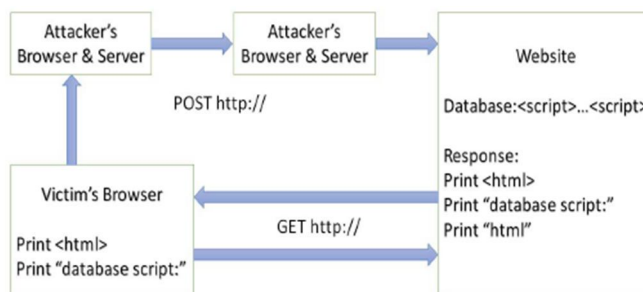 Attacker's
Browser & Server
Attacker's
Browser & Server
POST http://
Website
Database:<script>...<script>
Response:
Print <html>
Print "database script:"
Print "html"
Victim's Browser
Print <html>
Print "database script:"
GET http://